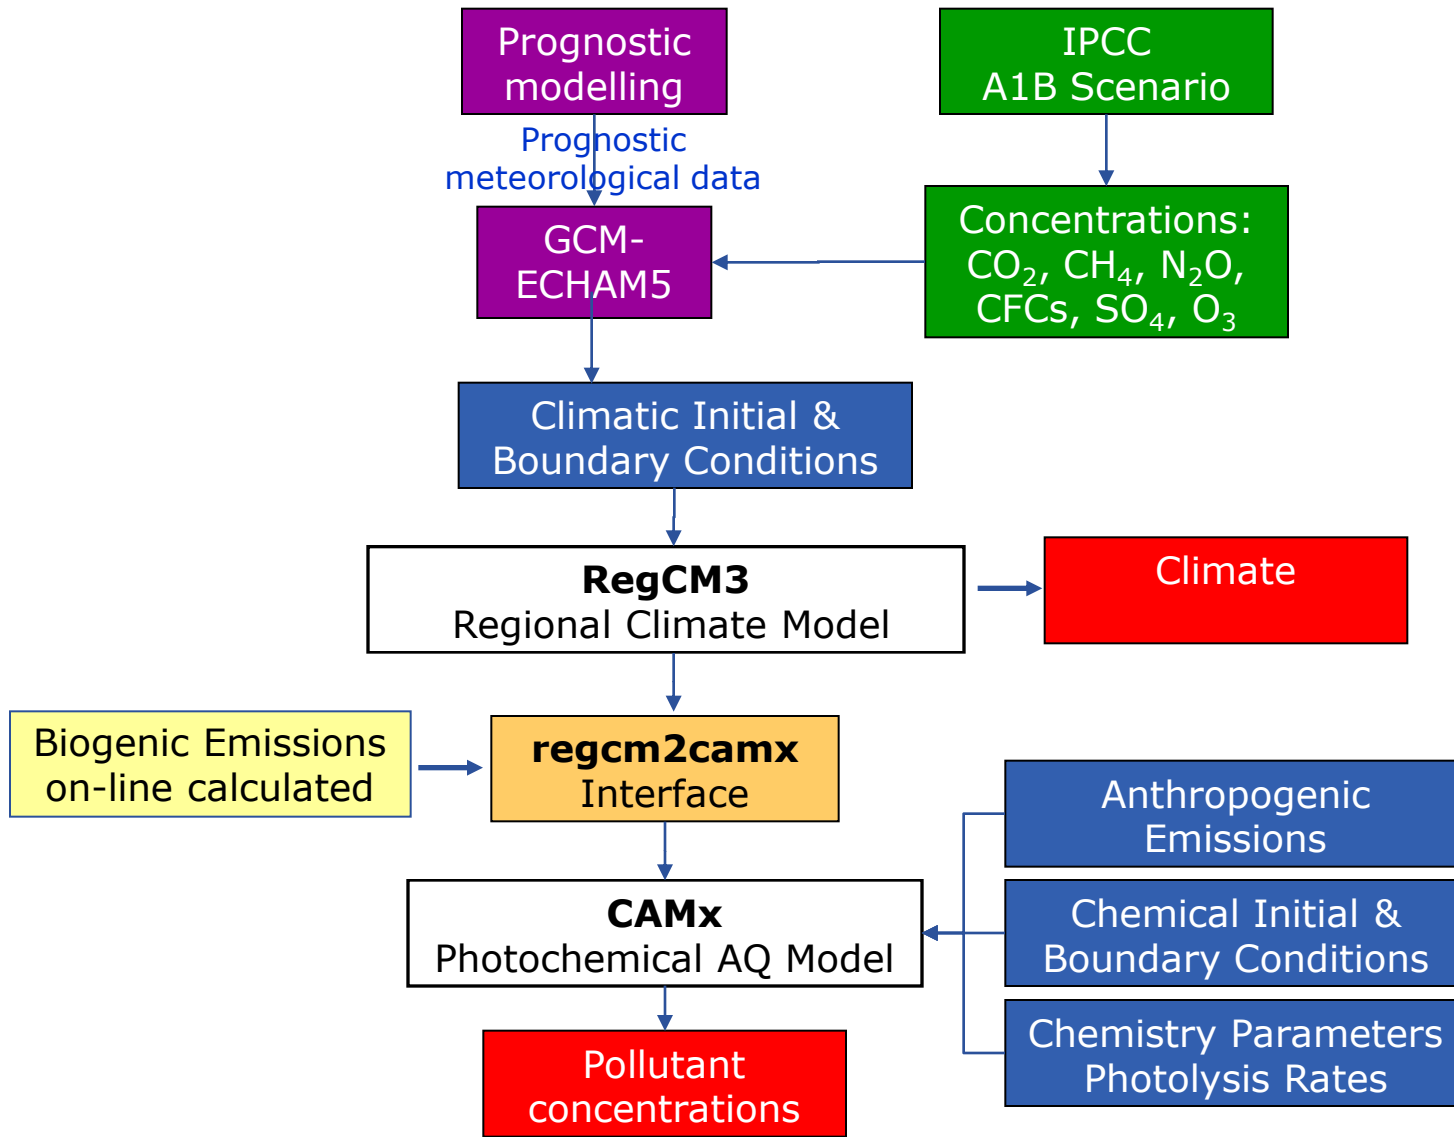 Prognostic
modelling
IPCC
A1B Scenario
Prognostic
meteorological data
GCM-
ECHAM5
Concentrations:
CO₂, CH₄, N₂O,
CFCs, SO₄, O₃
Climatic Initial &
Boundary Conditions
RegCM3
Regional Climate Model
Climate
Biogenic Emissions
on-line calculated
regcm2camx
Interface
Anthropogenic
Emissions
CAMx
Photochemical AQ Model
Chemical Initial &
Boundary Conditions
Chemistry Parameters
Photolysis Rates
Pollutant
concentrations